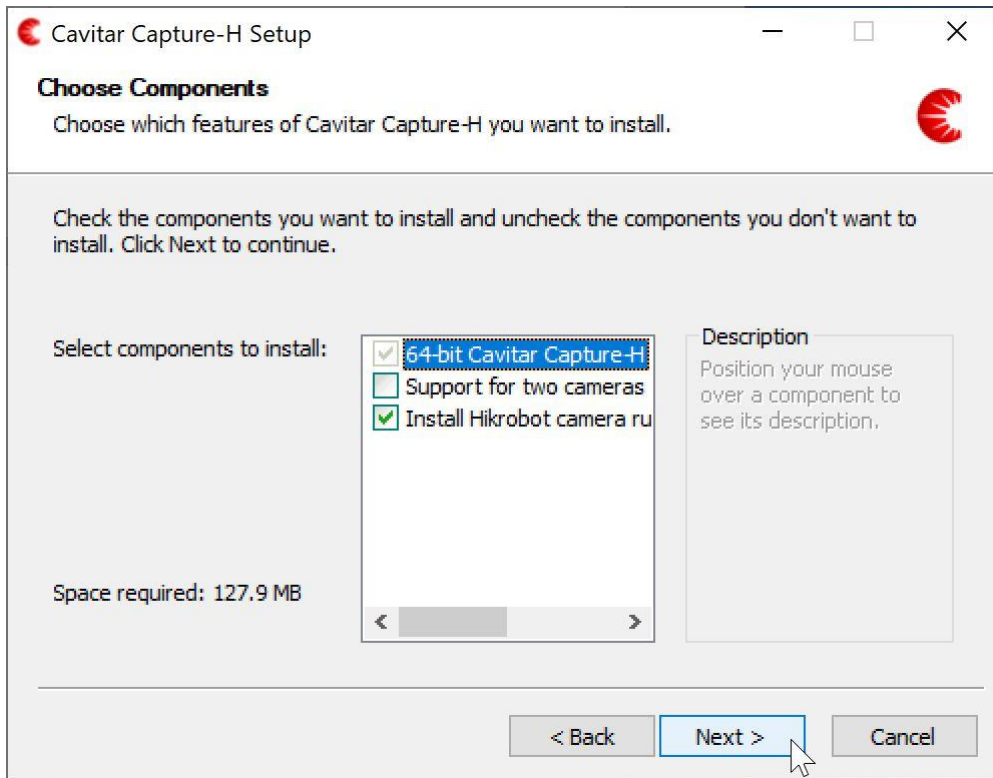 Cavitar Capture-H Setup
Choose Components
Choose which features of Cavitar Capture-H you want to install.
Check the components you want to install and uncheck the components you don't want to
install. Click Next to continue.
Select components to install:
64-bit Cavitar Capture-H
Support for two cameras
Install Hikrobot camera ru
Description
Position your mouse
over a component to
see its description.
Space required: 127.9 MB
< Back
Next >
Cancel